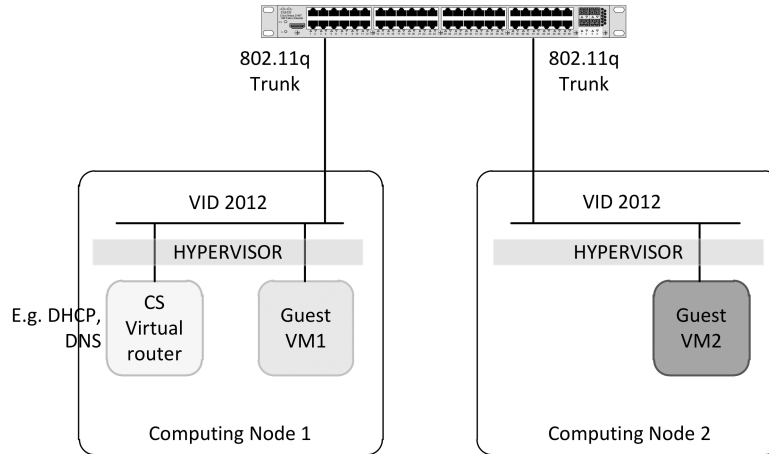 802.11q
Trunk
802.11q
Trunk
VID 2012
VID 2012
HYPERVISOR
HYPERVISOR
E.g. DHCP,
DNS
CS
Virtual
router
Guest
VM1
Guest
VM2
Computing Node 1
Computing Node 2